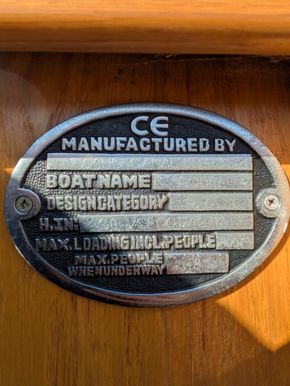 CE
MANUFACTURED BY
BOAT NAME
DESIGN CATEGORY
H.I.N:
MAX. LOADING INCL. PEOPLE
MAX. PEOPLE
WHEN UNDERWAY